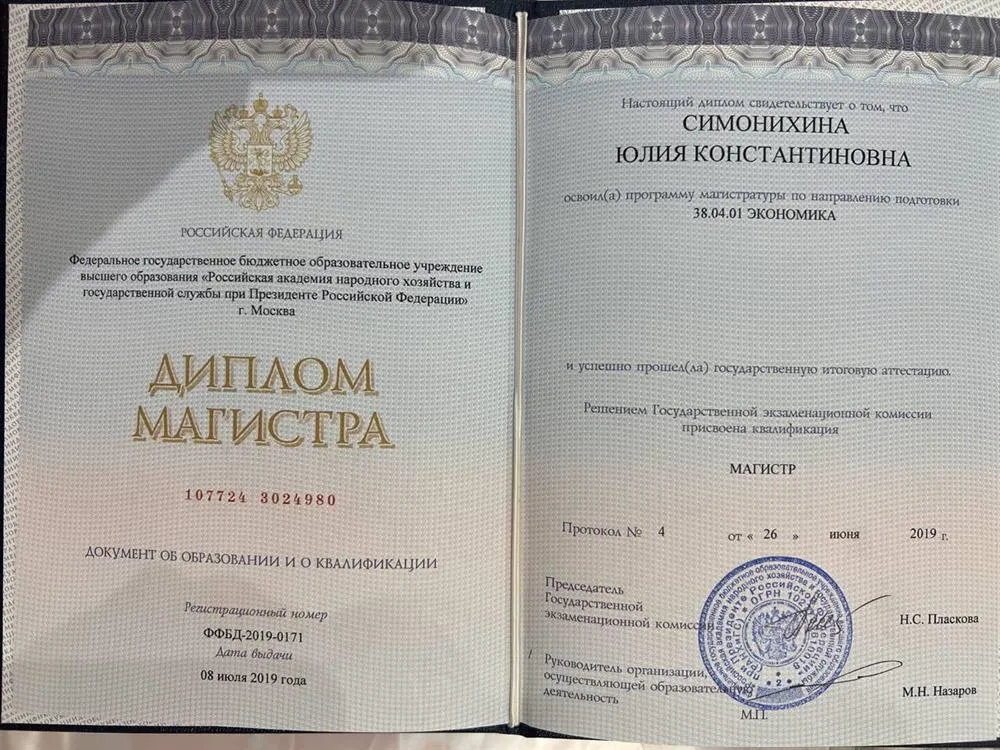 РОССИЙСКАЯ ФЕДЕРАЦИЯ
Федеральное государственное бюджетное образовательное учреждение
высшего образования «Российская академия народного хозяйства и
государственной службы при Президенте Российской Федерации»
г. Москва
ДИПЛОМ
МАГИСТРА
107724 3024980
ДОКУМЕНТ ОБ ОБРАЗОВАНИИ И О КВАЛИФИКАЦИИ
Регистрационный номер
ФФБД-2019-0171
Дата выдачи
08 июля 2019 года
Настоящий диплом свидетельствует о том, что
СИМОНИХИНА
ЮЛИЯ КОНСТАНТИНОВНА
освоил(а) программу магистратуры по направлению подготовки
38.04.01 ЭКОНОМИКА
и успешно прошел(ла) государственную итоговую аттестацию.
Решением Государственной экзаменационной комиссии
присвоена квалификация
МАГИСТР
Протокол № 4 от « 26 » июня 2019 г.
Председатель
Государственной
экзаменационной комиссии
Н.С. Пласкова
Руководитель организации,
осуществляющей образовательную
деятельность
М.Н. Назаров
М.П.